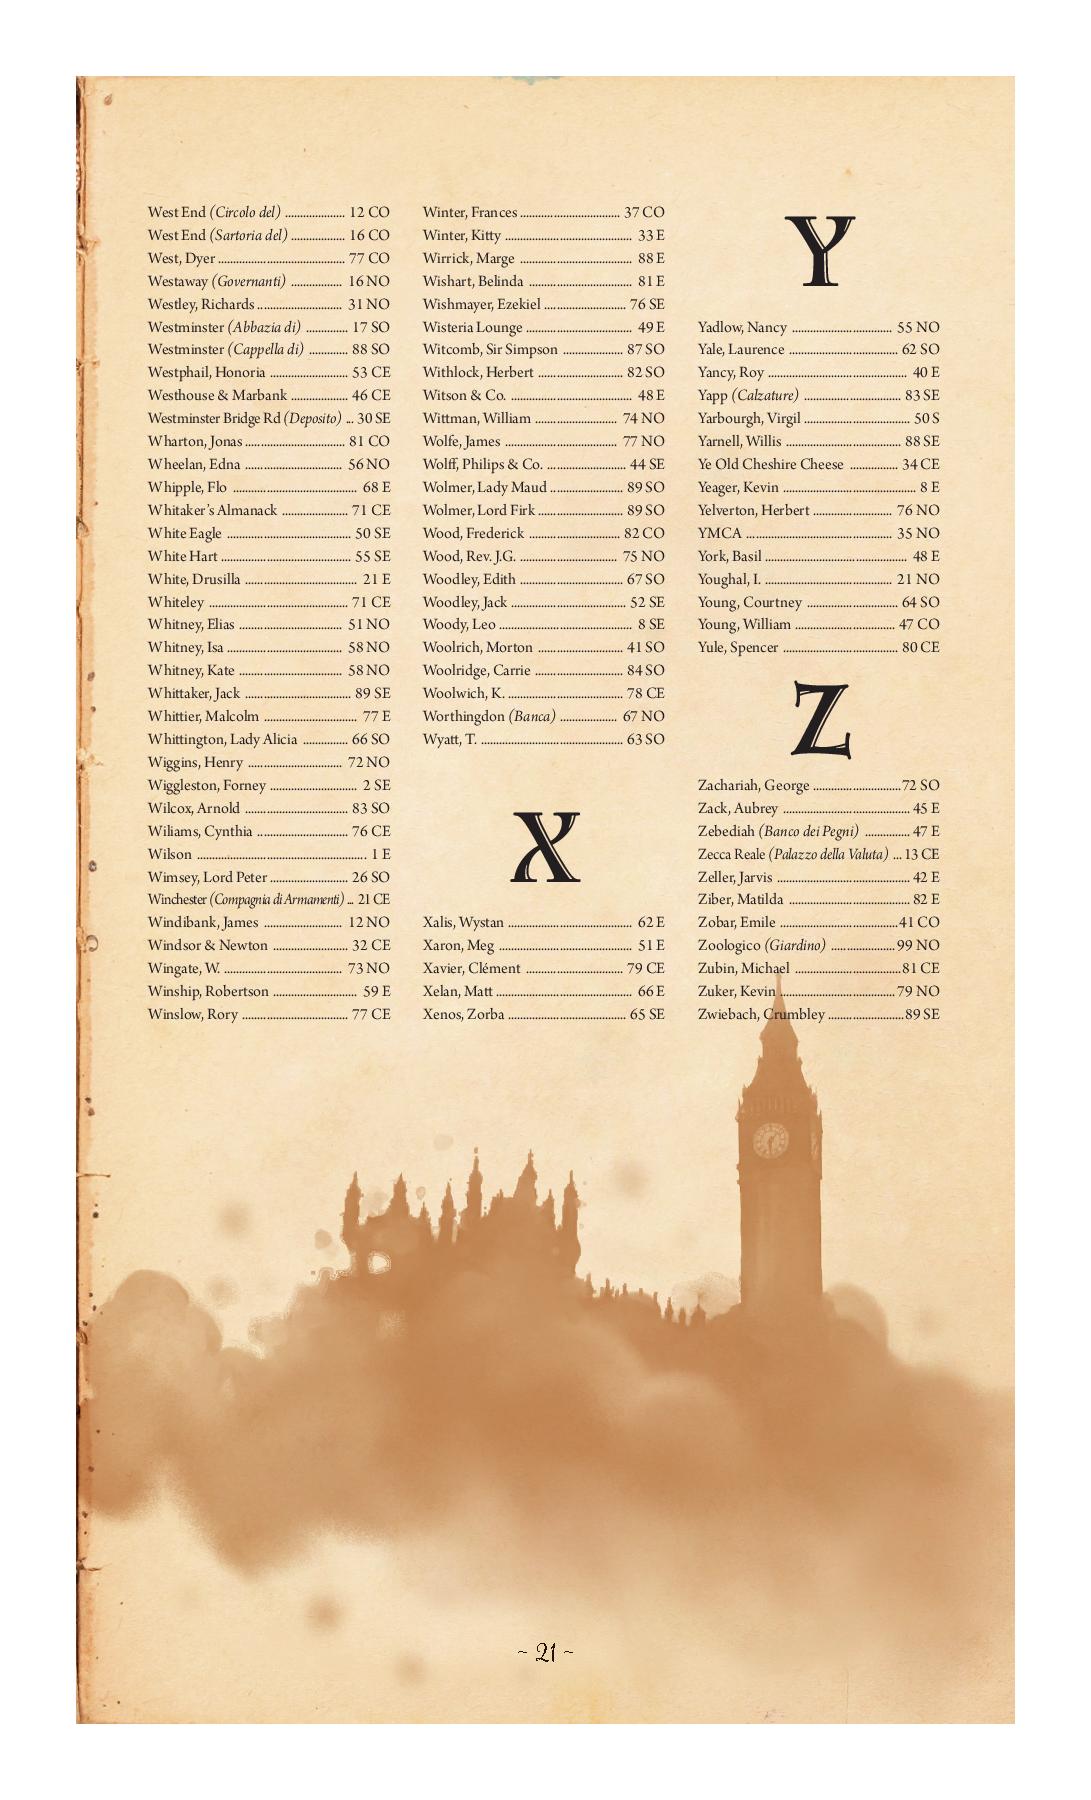 West End (Circolo del) .................... 12 CO
West End (Sartoria del) .................. 16 CO
West, Dyer .......................................... 77 CO
Westaway (Governanti) ................. 16 NO
Westley, Richards ............................ 31 NO
Westminster (Abbazia di) .............. 17 SO
Westminster (Cappella di) ............. 88 SO
Westphail, Honoria .......................... 53 CE
Westhouse & Marbank ................... 46 CE
Westminster Bridge Rd (Deposito) ... 30 SE
Wharton, Jonas ................................. 81 CO
Wheelan, Edna ................................ 56 NO
Whipple, Flo ......................................... 68 E
Whitaker’s Almanack ...................... 71 CE
White Eagle ........................................ 50 SE
White Hart .......................................... 55 SE
White, Drusilla ..................................... 21 E
Whiteley .............................................. 71 CE
Whitney, Elias .................................. 51 NO
Whitney, Isa ...................................... 58 NO
Whitney, Kate ................................... 58 NO
Whittaker, Jack ................................... 89 SE
Whittier, Malcolm ............................... 77 E
Whittington, Lady Alicia ............... 66 SO
Wiggins, Henry ................................ 72 NO
Wiggleston, Forney ............................ 2 SE
Wilcox, Arnold .................................. 83 SO
Wiliams, Cynthia .............................. 76 CE
Wilson ........................................................ 1 E
Wimsey, Lord Peter .......................... 26 SO
Winchester (Compagnia di Armamenti) ... 21 CE
Windibank, James ............................ 12 NO
Windsor & Newton ......................... 32 CE
Wingate, W. ....................................... 73 NO
Winship, Robertson ............................ 59 E
Winslow, Rory ................................... 77 CE
Winter, Frances ................................. 37 CO
Winter, Kitty .......................................... 33 E
Wirrick, Marge ..................................... 88 E
Wishart, Belinda ................................... 81 E
Wishmayer, Ezekiel ........................... 76 SE
Wisteria Lounge ................................... 49 E
Witcomb, Sir Simpson .................... 87 SO
Withlock, Herbert ............................ 82 SO
Witson & Co. ........................................ 48 E
Wittman, William ............................ 74 NO
Wolfe, James ..................................... 77 NO
Wolff, Philips & Co. .......................... 44 SE
Wolmer, Lady Maud ........................ 89 SO
Wolmer, Lord Firk ............................ 89 SO
Wood, Frederick ................................ 82 CO
Wood, Rev. J.G. ................................ 75 NO
Woodley, Edith .................................. 67 SO
Woodley, Jack ..................................... 52 SE
Woody, Leo ........................................... 8 SE
Woolrich, Morton ............................. 41 SO
Woolridge, Carrie .............................. 84 SO
Woolwich, K. ..................................... 78 CE
Worthingdon (Banca) ................... 67 NO
Wyatt, T. .............................................. 63 SO
X
Xalis, Wystan ........................................ 62 E
Xaron, Meg ........................................... 51 E
Xavier, Clément ................................ 79 CE
Xelan, Matt ............................................ 66 E
Xenos, Zorba ...................................... 65 SE
Y
Yadlow, Nancy ................................. 55 NO
Yale, Laurence ................................... 62 SO
Yancy, Roy ............................................. 40 E
Yapp (Calzature) ............................... 83 SE
Yarbourgh, Virgil .................................. 50 S
Yarnell, Willis .................................... 88 SE
Ye Old Cheshire Cheese ................ 34 CE
Yeager, Kevin ........................................... 8 E
Yelverton, Herbert ........................... 76 NO
YMCA ................................................ 35 NO
York, Basil .............................................. 48 E
Youghal, I. .......................................... 21 NO
Young, Courtney .............................. 64 SO
Young, William ................................. 47 CO
Yule, Spencer ..................................... 80 CE
Z
Zachariah, George ............................. 72 SO
Zack, Aubrey ......................................... 45 E
Zebediah (Banco dei Pegni) ............... 47 E
Zecca Reale (Palazzo della Valuta) ... 13 CE
Zeller, Jarvis ........................................... 42 E
Ziber, Matilda ....................................... 82 E
Zobar, Emile ....................................... 41 CO
Zoologico (Giardino) ...................... 99 NO
Zubin, Michael .................................. 81 CE
Zuker, Kevin ...................................... 79 NO
Zwiebach, Crumbley ......................... 89 SE
~ 21 ~